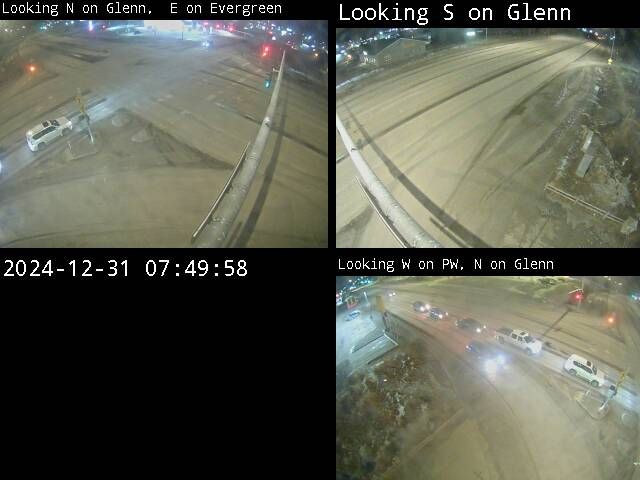 Looking N on Glenn,  E on Evergreen
Looking S on Glenn
2024-12-31 07:49:58
Looking W on PW, N on Glenn